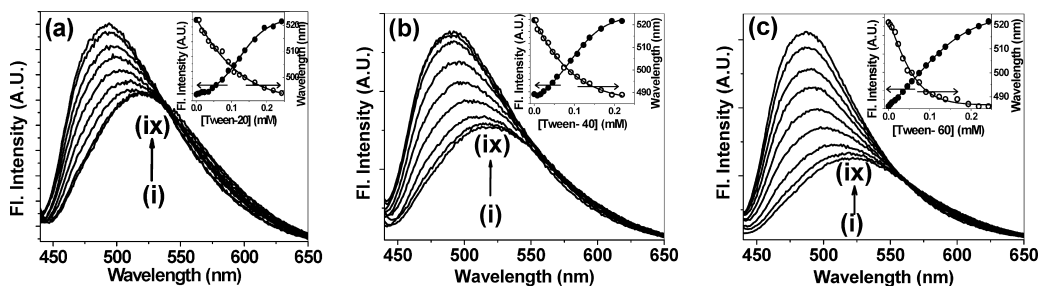 (a)
Fl. Intensity (A.U.)
(ix)
(i)
450 500 550 600 650
Wavelength (nm)
Fl. Intensity (A.U.)
520
510
500
490
Wavelength (nm)
0.0 0.1 0.2
[Tween-20] (mM)
(b)
Fl. Intensity (A.U.)
(ix)
(i)
450 500 550 600 650
Wavelength (nm)
Fl. Intensity (A.U.)
520
510
500
490
Wavelength (nm)
0.0 0.1 0.2
[Tween- 40] (mM)
(c)
Fl. Intensity (A.U.)
(ix)
(i)
450 500 550 600 650
Wavelength (nm)
Fl. Intensity (A.U.)
520
510
500
490
Wavelength (nm)
0.0 0.1 0.2
[Tween- 60] (mM)